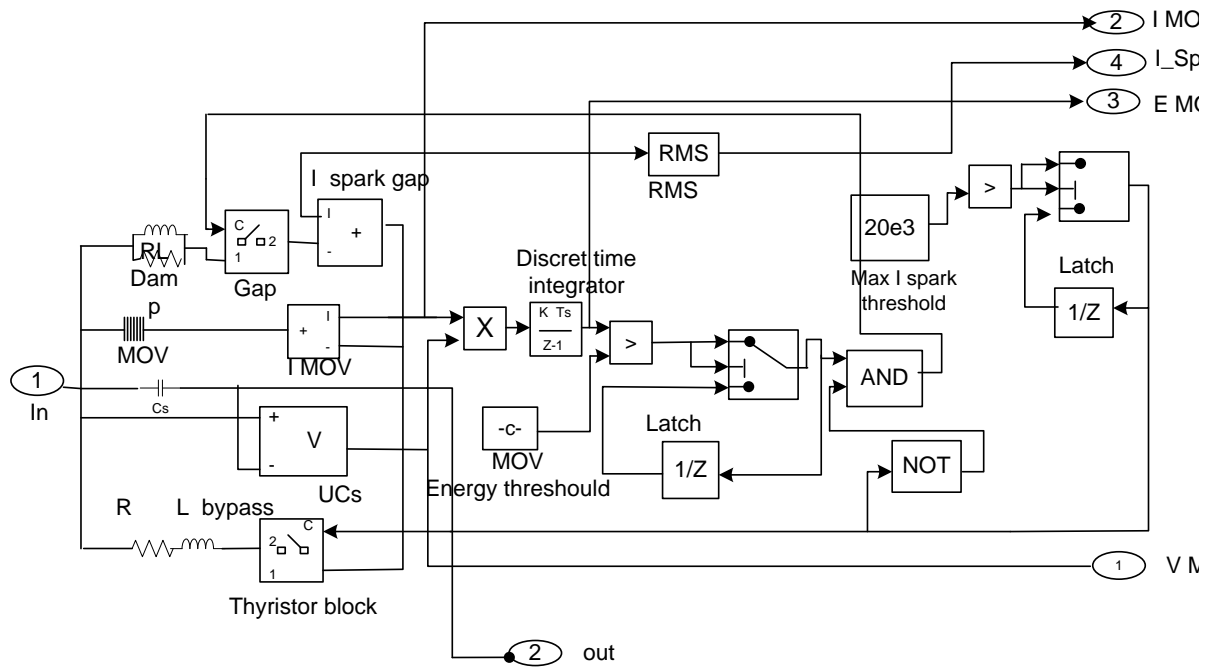 2 I MO
4 I_Sp
3 E MO
RMS
RMS
I spark gap
I
+
-
20e3
>
Max I spark
threshold
Latch
1/Z
RL
Dam
p
C
2
1
Gap
Discret time
integrator
K Ts
Z-1
MOV
+
I
-
I MOV
X
>
AND
1
In
Cs
+
V
-
UCs
-c-
MOV
Energy threshould
Latch
1/Z
NOT
R L bypass
C
2
1
Thyristor block
1 V M
2 out